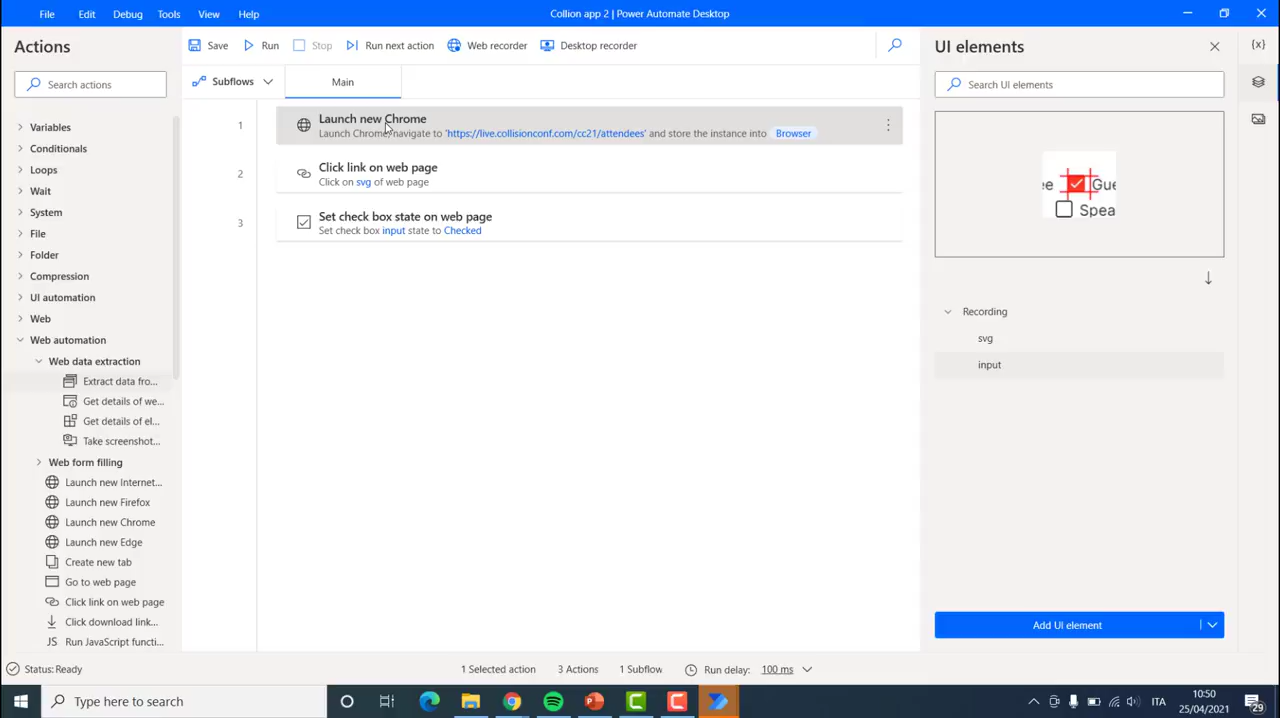 File Edit Debug Tools View Help
Collion app 2 | Power Automate Desktop
Actions
Search actions
Variables
Conditionals
Loops
Wait
System
File
Folder
Compression
UI automation
Web
Web automation
Web data extraction
Extract data fro...
Get details of we...
Get details of el...
Take screenshot...
Web form filling
Launch new Internet...
Launch new Firefox
Launch new Chrome
Launch new Edge
Create new tab
Go to web page
Click link on web page
Click download link...
Run JavaScript functi...
Save Run Stop Run next action Web recorder Desktop recorder
Subflows Main
1 Launch new Chrome
Launch Chrome, navigate to 'https://live.collisionconf.com/cc21/attendees' and store the instance into Browser
2 Click link on web page
Click on svg of web page
3 Set check box state on web page
Set check box input state to Checked
UI elements
{x}
Search UI elements
ee Gue
Spea
Recording
svg
input
Add UI element
Status: Ready 1 Selected action 3 Actions 1 Subflow Run delay: 100 ms
Type here to search
ITA
10:50
25/04/2021
29